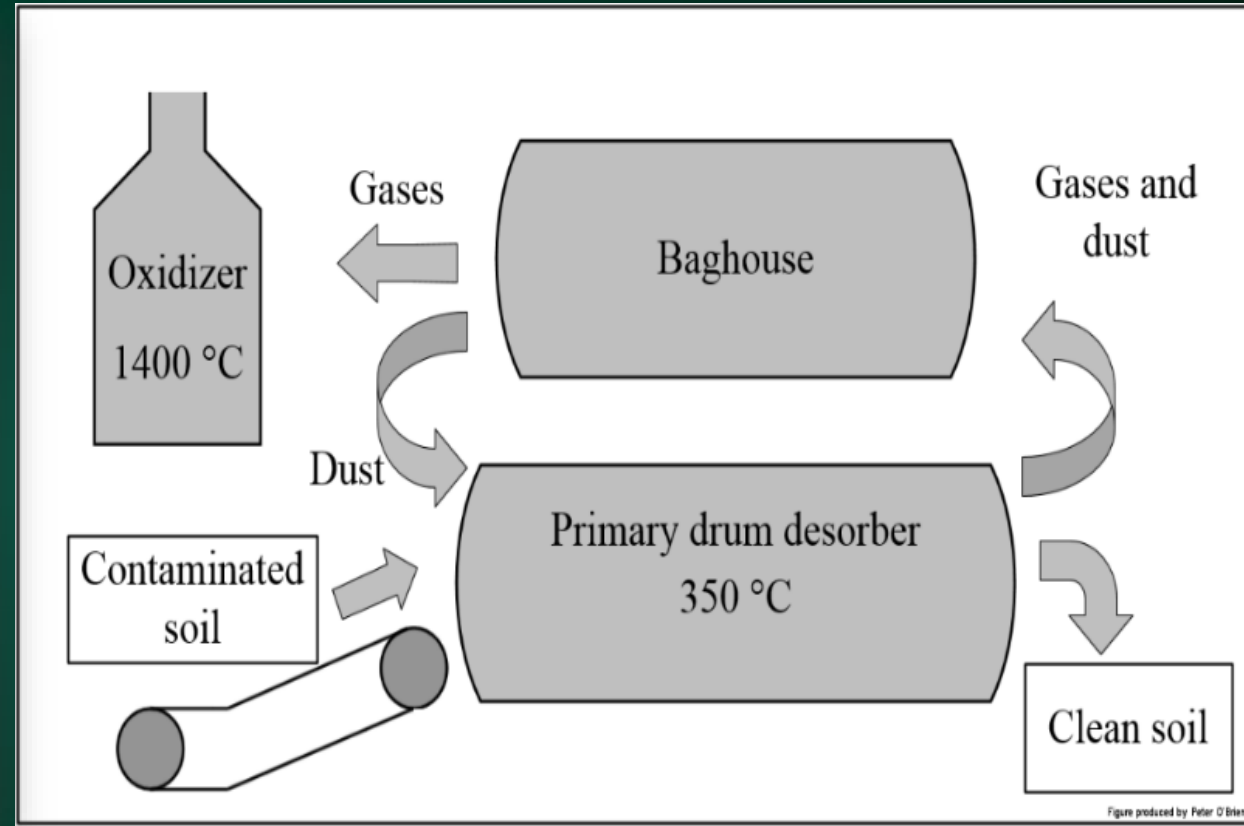 Gases
Gases and
dust
Baghouse
Oxidizer
1400 °C
Dust
Primary drum desorber
350 °C
Contaminated
soil
Clean soil
Figure produced by Peter O'Brien